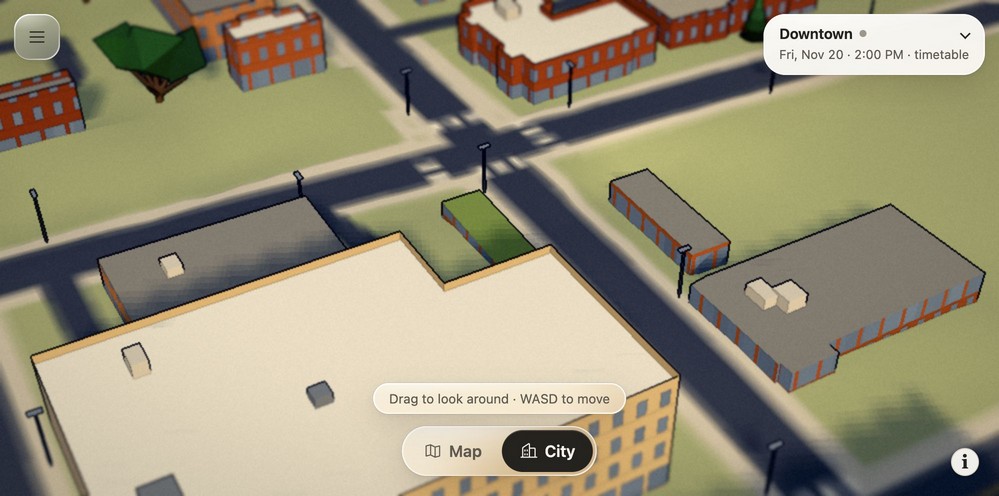 Downtown
Fri, Nov 20 · 2:00 PM · timetable
Drag to look around · WASD to move
Map
City
i